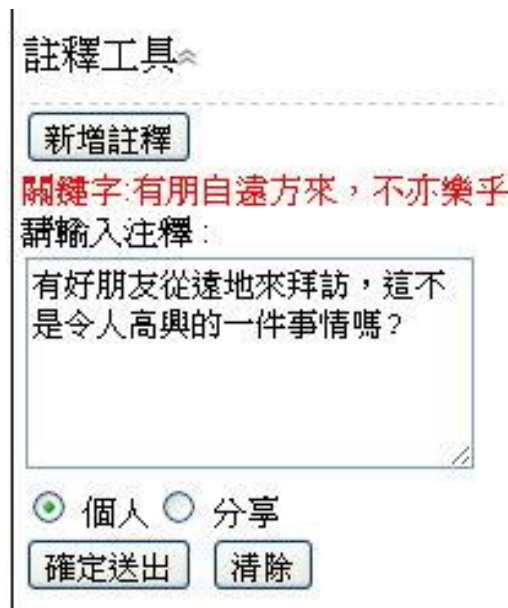 註釋工具
新增註釋
關鍵字:有朋自遠方來，不亦樂乎
請輸入注釋:
有好朋友從遠地來拜訪，這不
是令人高興的一件事情嗎?
個人 分享
確定送出 清除